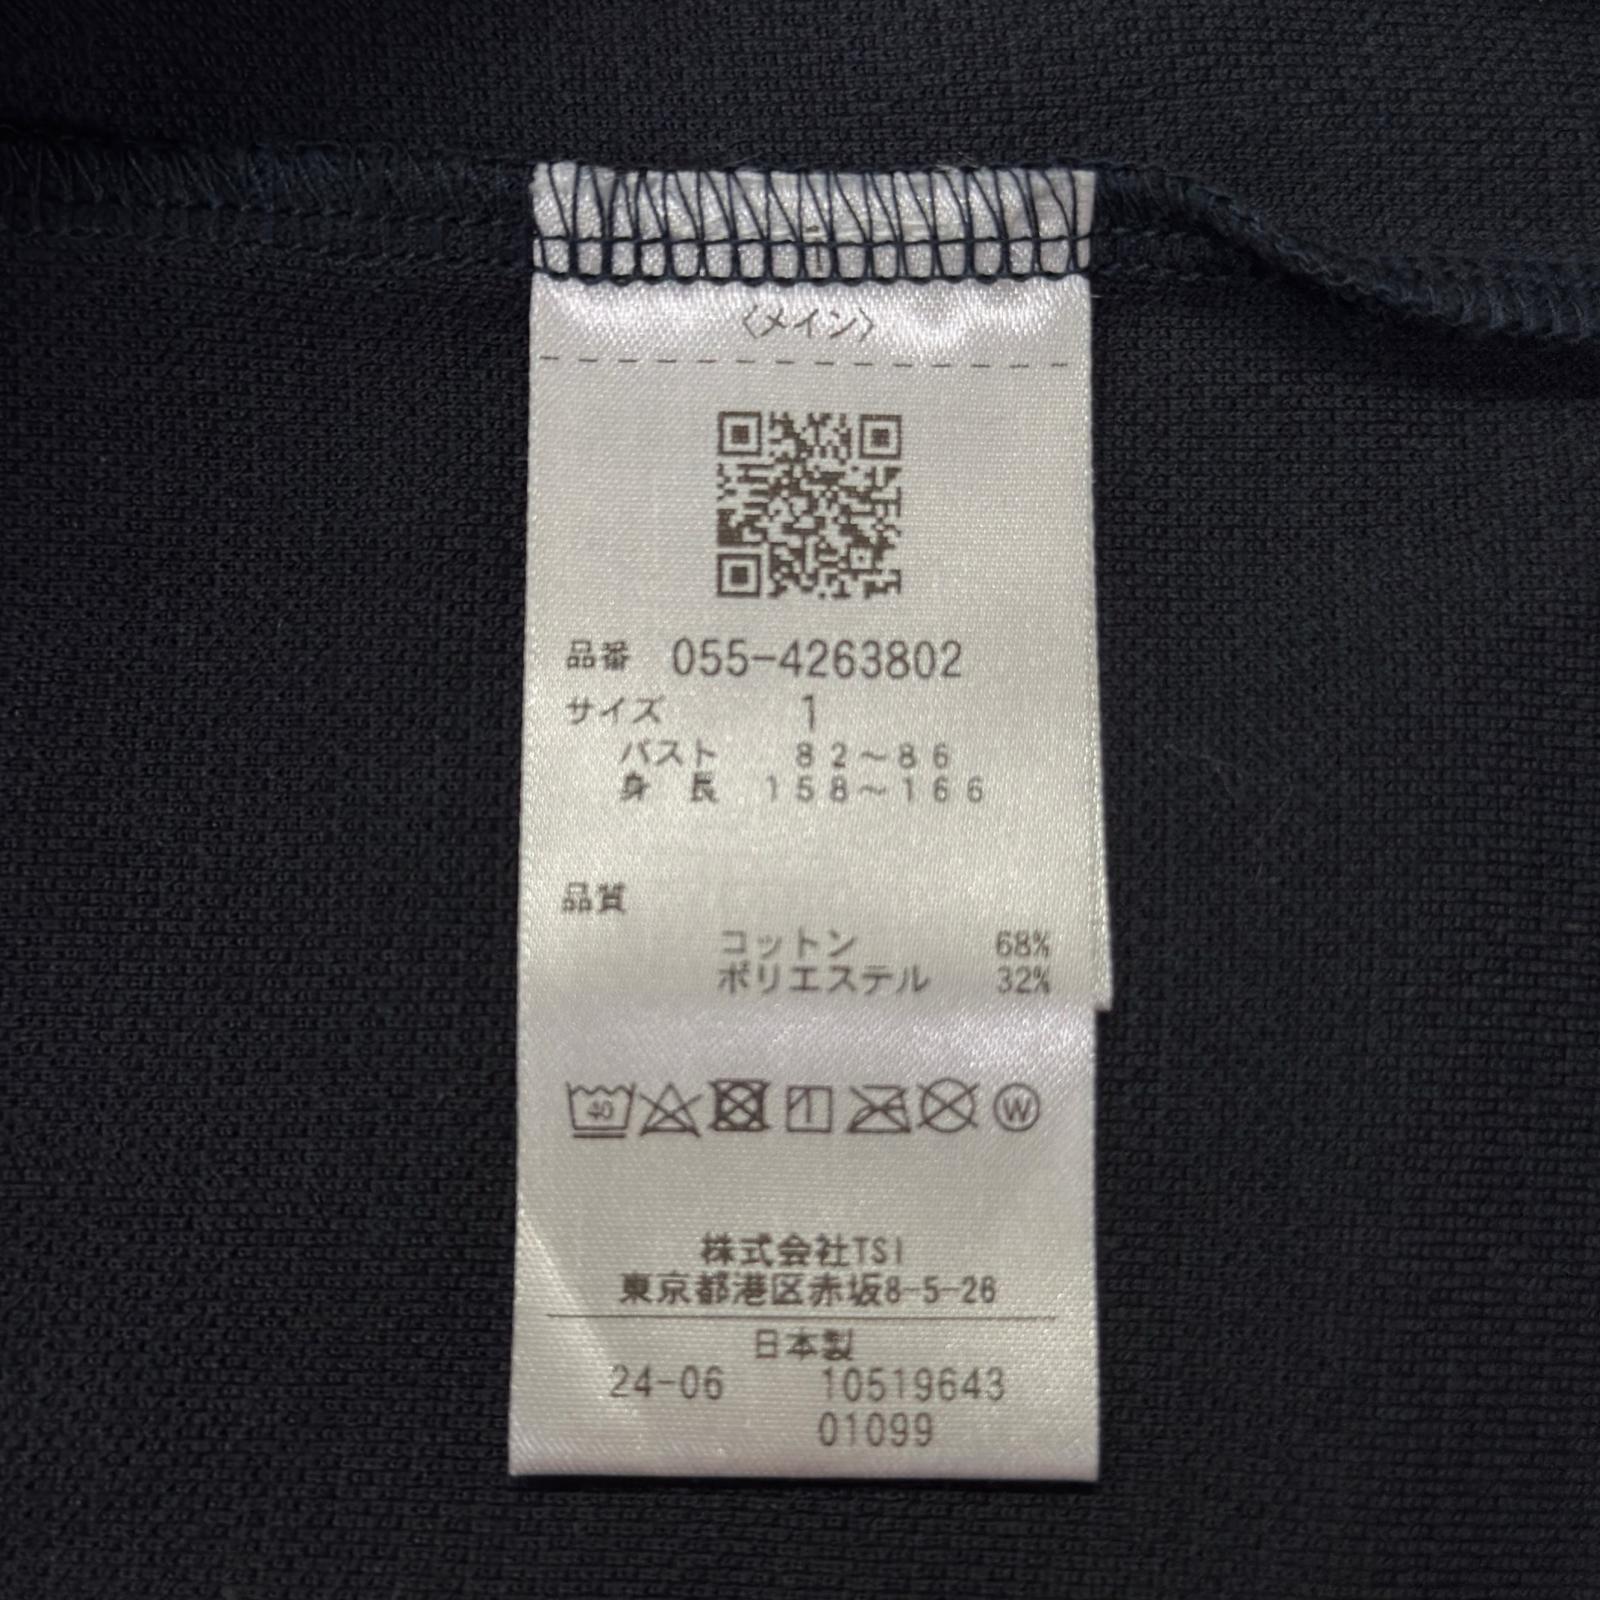 〈メイン〉
品番 055-4263802
サイズ 1
バスト 82～86
身長 158～166
品質
コットン 68%
ポリエステル 32%
40
W
株式会社TSI
東京都港区赤坂8-5-26
日本製
24-06 10519643
01099